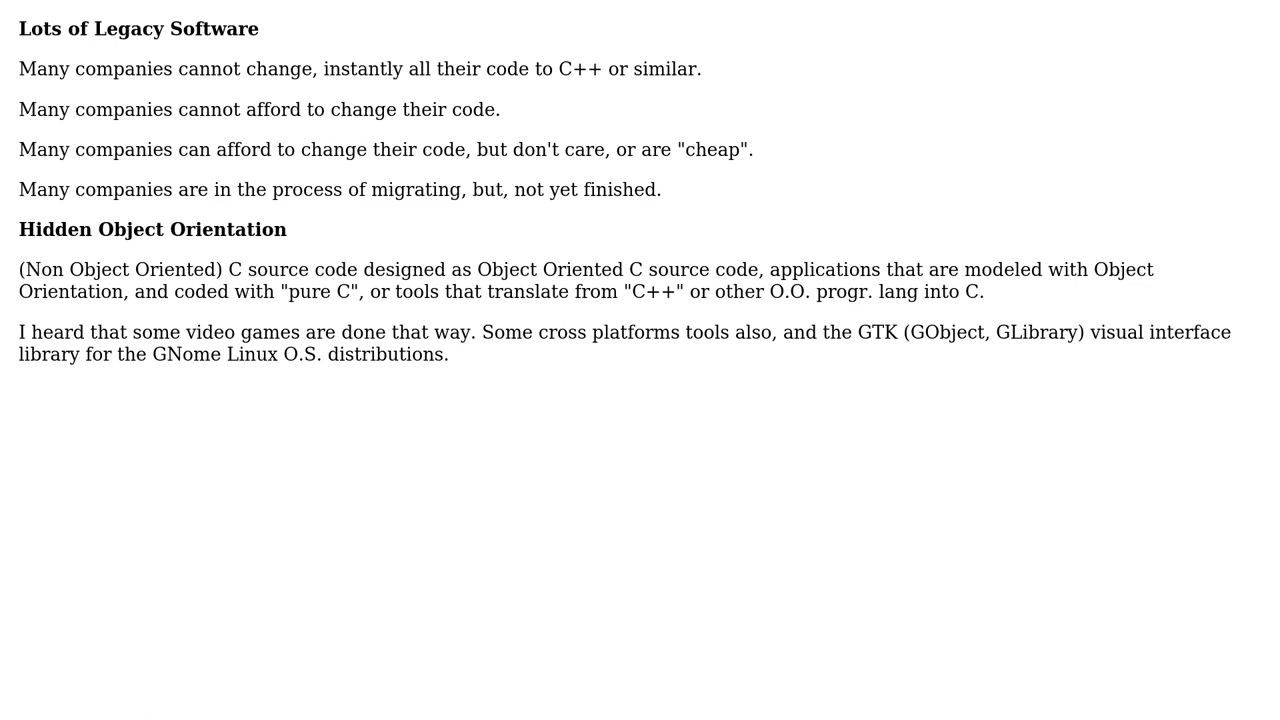 Lots of Legacy Software
Many companies cannot change, instantly all their code to C++ or similar.
Many companies cannot afford to change their code.
Many companies can afford to change their code, but don't care, or are "cheap".
Many companies are in the process of migrating, but, not yet finished.
Hidden Object Orientation
(Non Object Oriented) C source code designed as Object Oriented C source code, applications that are modeled with Object
Orientation, and coded with "pure C", or tools that translate from "C++" or other O.O. progr. lang into C.
I heard that some video games are done that way. Some cross platforms tools also, and the GTK (GObject, GLibrary) visual interface
library for the GNome Linux O.S. distributions.